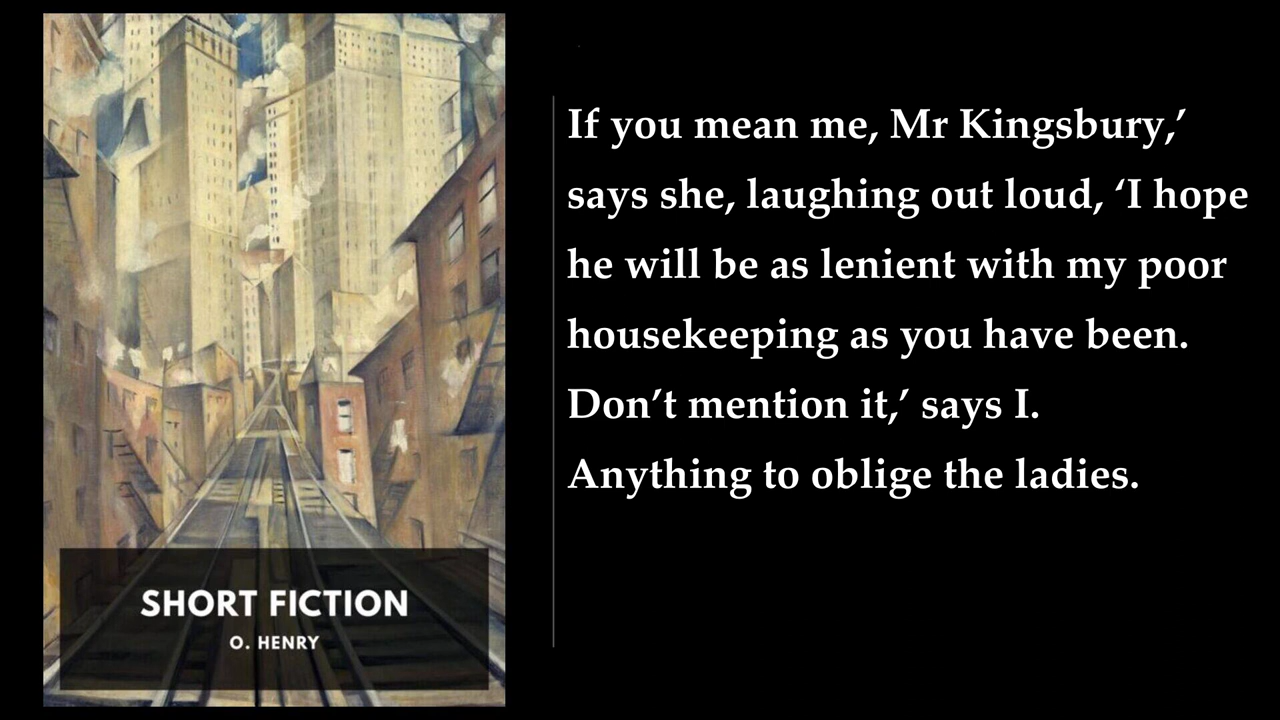 SHORT FICTION
O. HENRY
If you mean me, Mr Kingsbury,’
says she, laughing out loud, ‘I hope
he will be as lenient with my poor
housekeeping as you have been.
Don’t mention it,’ says I.
Anything to oblige the ladies.